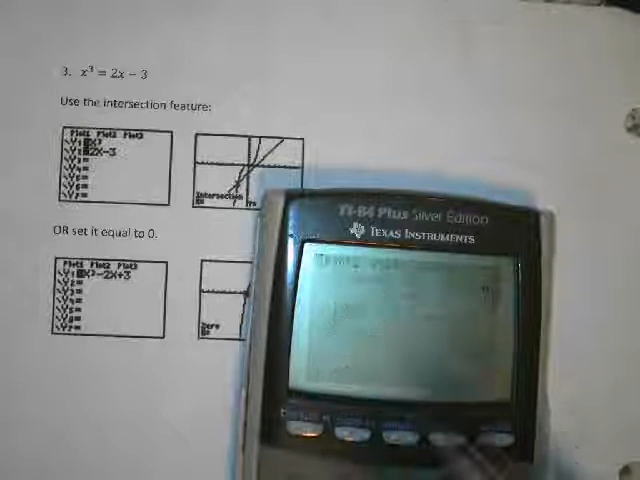 3. x³ = 2x − 3
Use the intersection feature:
Plot1 Plot2 Plot3
\Y1=X³
\Y2=2X-3
\Y3=
\Y4=
\Y5=
\Y6=
\Y7=
Intersection
OR set it equal to 0.
Plot1 Plot2 Plot3
\Y1=X³-2X+3
\Y2=
\Y3=
\Y4=
\Y5=
\Y6=
\Y7=
Zero
TI-84 Plus Silver Edition
TEXAS INSTRUMENTS